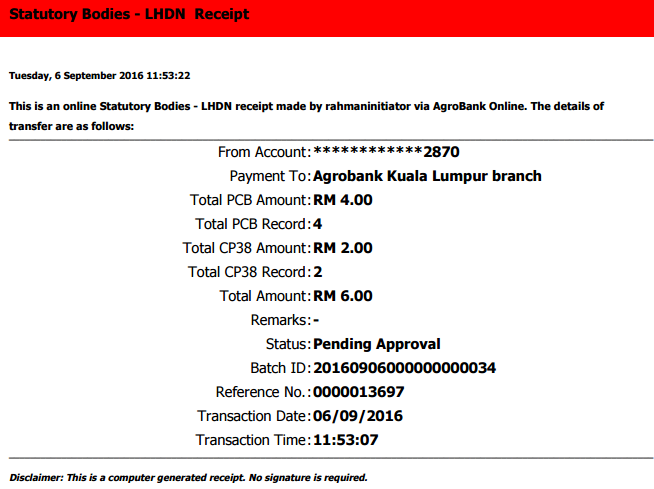 Statutory Bodies - LHDN Receipt
Tuesday, 6 September 2016 11:53:22
This is an online Statutory Bodies - LHDN receipt made by rahmaninitiator via AgroBank Online. The details of
transfer are as follows:
From Account: ************2870
Payment To: Agrobank Kuala Lumpur branch
Total PCB Amount: RM 4.00
Total PCB Record: 4
Total CP38 Amount: RM 2.00
Total CP38 Record: 2
Total Amount: RM 6.00
Remarks: -
Status: Pending Approval
Batch ID: 20160906000000000034
Reference No.: 0000013697
Transaction Date: 06/09/2016
Transaction Time: 11:53:07
Disclaimer: This is a computer generated receipt. No signature is required.